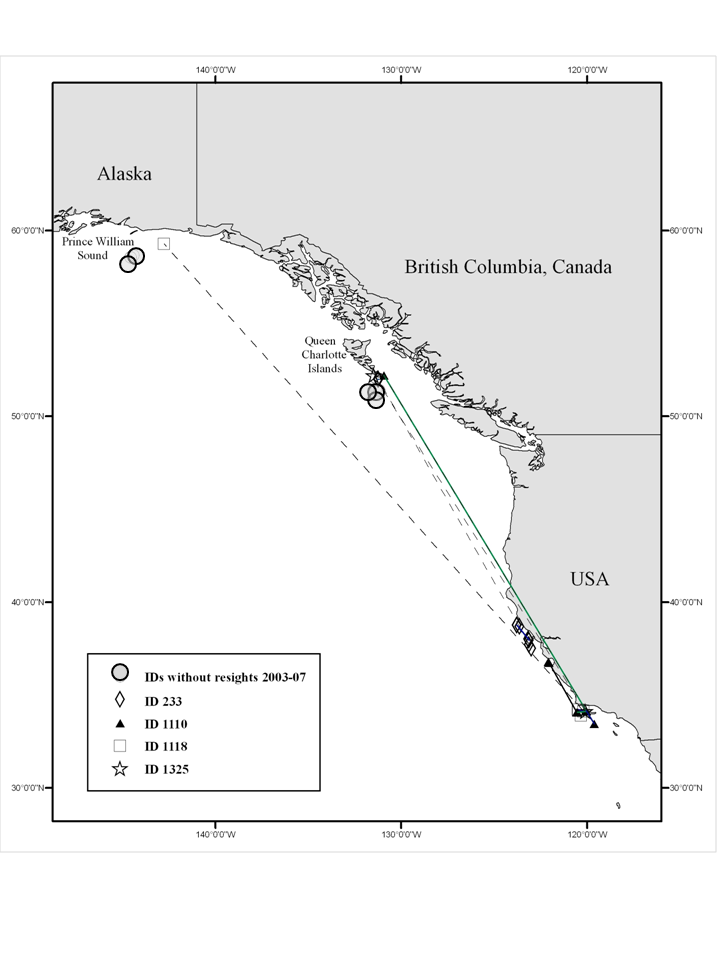 140°0'0"W
130°0'0"W
120°0'0"W
Alaska
60°0'0"N
60°0'0"N
Prince William
Sound
British Columbia, Canada
Queen
Charlotte
Islands
50°0'0"N
50°0'0"N
USA
40°0'0"N
40°0'0"N
IDs without resights 2003-07
ID 233
ID 1110
ID 1118
ID 1325
30°0'0"N
30°0'0"N
140°0'0"W
130°0'0"W
120°0'0"W